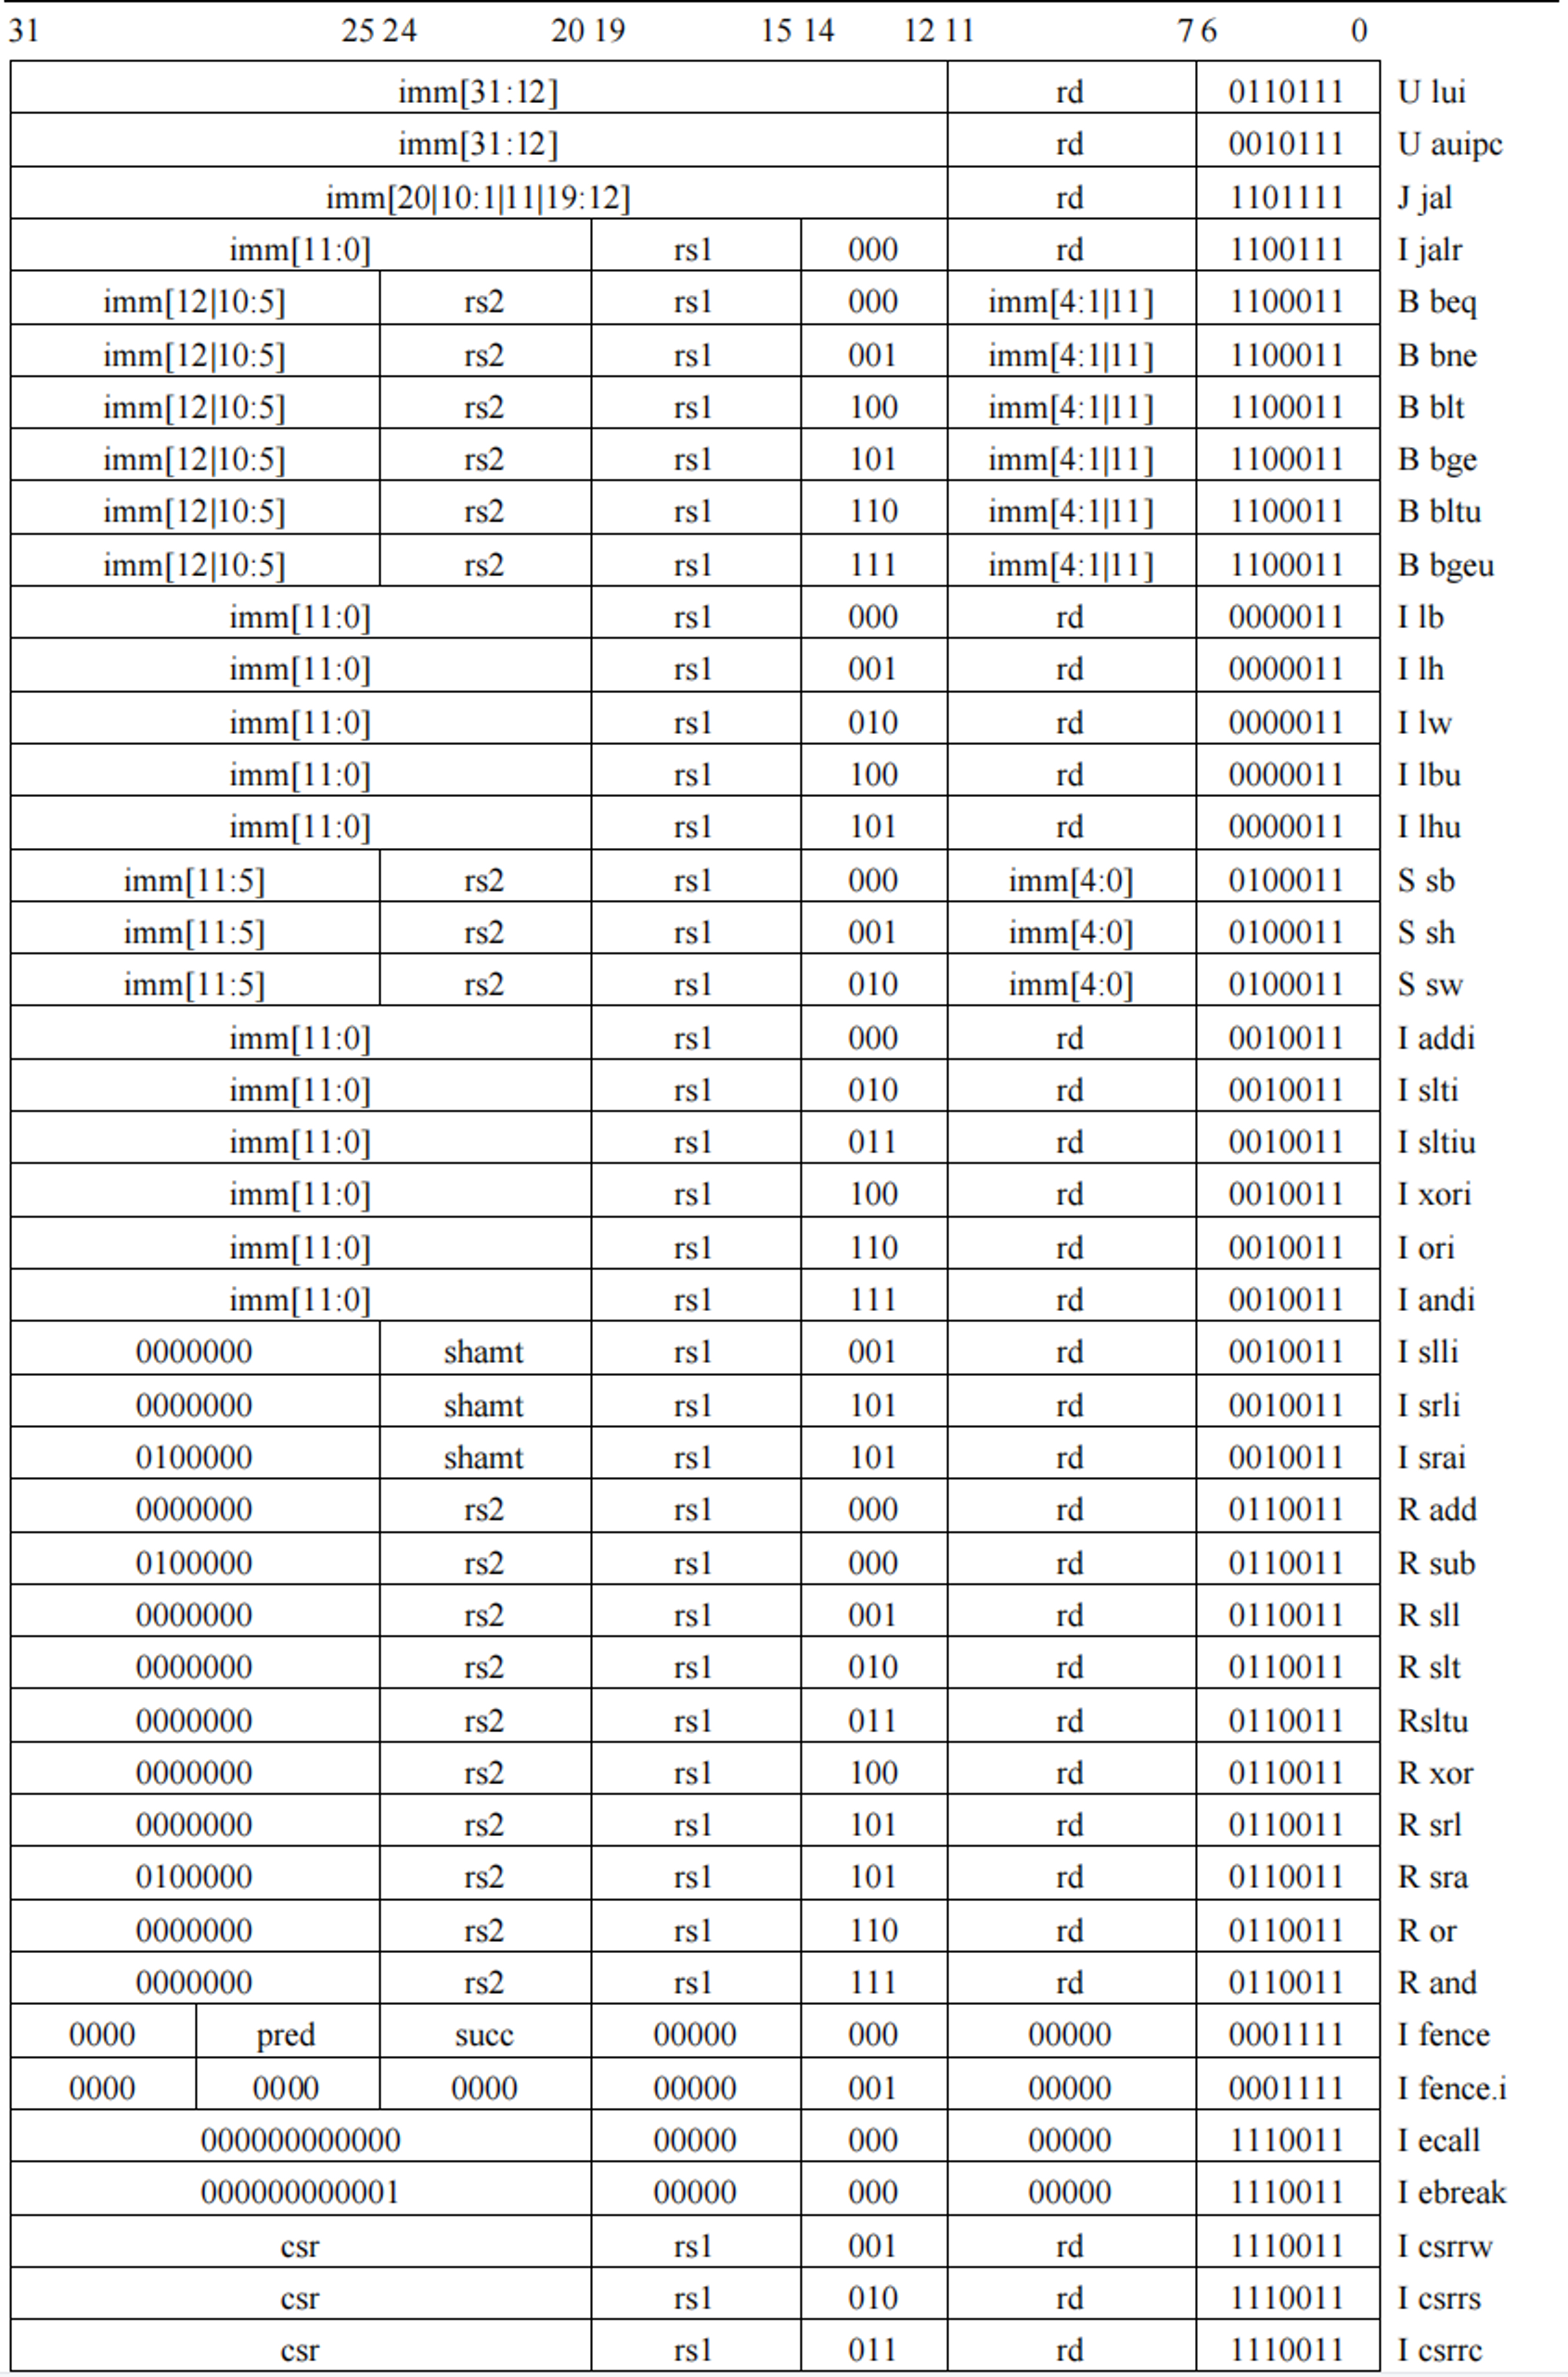 31 25 24 20 19 15 14 12 11 7 6 0
imm[31:12] rd 0110111 U lui
imm[31:12] rd 0010111 U auipc
imm[20|10:1|11|19:12] rd 1101111 J jal
imm[11:0] rs1 000 rd 1100111 I jalr
imm[12|10:5] rs2 rs1 000 imm[4:1|11] 1100011 B beq
imm[12|10:5] rs2 rs1 001 imm[4:1|11] 1100011 B bne
imm[12|10:5] rs2 rs1 100 imm[4:1|11] 1100011 B blt
imm[12|10:5] rs2 rs1 101 imm[4:1|11] 1100011 B bge
imm[12|10:5] rs2 rs1 110 imm[4:1|11] 1100011 B bltu
imm[12|10:5] rs2 rs1 111 imm[4:1|11] 1100011 B bgeu
imm[11:0] rs1 000 rd 0000011 I lb
imm[11:0] rs1 001 rd 0000011 I lh
imm[11:0] rs1 010 rd 0000011 I lw
imm[11:0] rs1 100 rd 0000011 I lbu
imm[11:0] rs1 101 rd 0000011 I lhu
imm[11:5] rs2 rs1 000 imm[4:0] 0100011 S sb
imm[11:5] rs2 rs1 001 imm[4:0] 0100011 S sh
imm[11:5] rs2 rs1 010 imm[4:0] 0100011 S sw
imm[11:0] rs1 000 rd 0010011 I addi
imm[11:0] rs1 010 rd 0010011 I slti
imm[11:0] rs1 011 rd 0010011 I sltiu
imm[11:0] rs1 100 rd 0010011 I xori
imm[11:0] rs1 110 rd 0010011 I ori
imm[11:0] rs1 111 rd 0010011 I andi
0000000 shamt rs1 001 rd 0010011 I slli
0000000 shamt rs1 101 rd 0010011 I srli
0100000 shamt rs1 101 rd 0010011 I srai
0000000 rs2 rs1 000 rd 0110011 R add
0100000 rs2 rs1 000 rd 0110011 R sub
0000000 rs2 rs1 001 rd 0110011 R sll
0000000 rs2 rs1 010 rd 0110011 R slt
0000000 rs2 rs1 011 rd 0110011 Rsltu
0000000 rs2 rs1 100 rd 0110011 R xor
0000000 rs2 rs1 101 rd 0110011 R srl
0100000 rs2 rs1 101 rd 0110011 R sra
0000000 rs2 rs1 110 rd 0110011 R or
0000000 rs2 rs1 111 rd 0110011 R and
0000 pred succ 00000 000 00000 0001111 I fence
0000 0000 0000 00000 001 00000 0001111 I fence.i
000000000000 00000 000 00000 1110011 I ecall
000000000001 00000 000 00000 1110011 I ebreak
csr rs1 001 rd 1110011 I csrrw
csr rs1 010 rd 1110011 I csrrs
csr rs1 011 rd 1110011 I csrrc